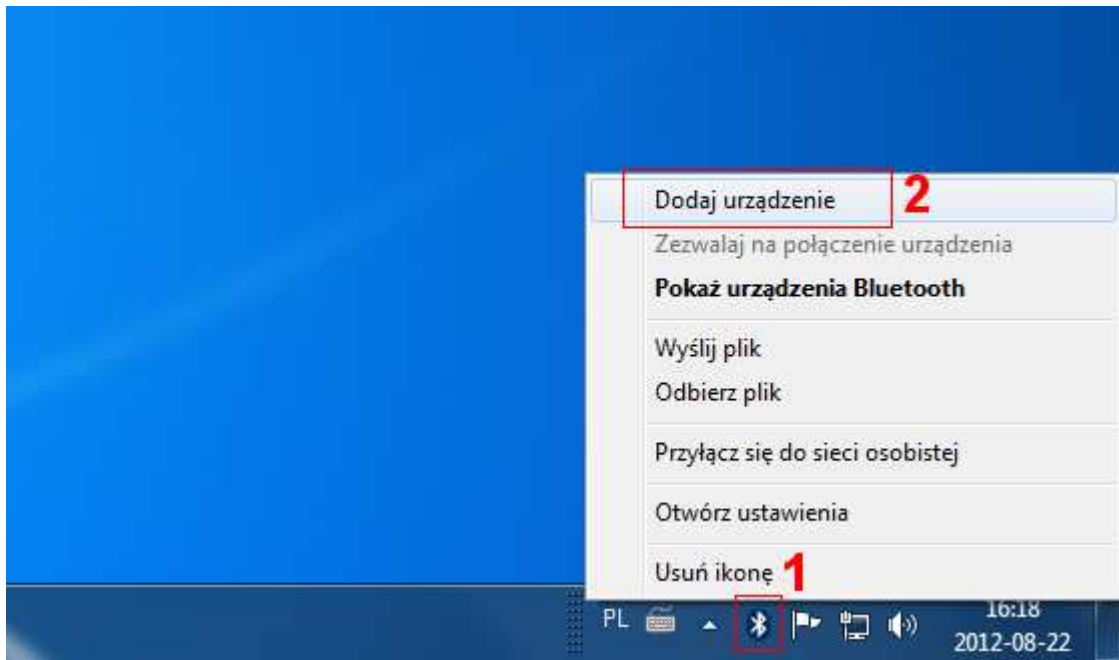 Dodaj urządzenie 2
Zezwalaj na połączenie urządzenia
Pokaż urządzenia Bluetooth
Wyślij plik
Odbierz plik
Przyłącz się do sieci osobistej
Otwórz ustawienia
Usuń ikonę 1
PL 16:18
2012-08-22